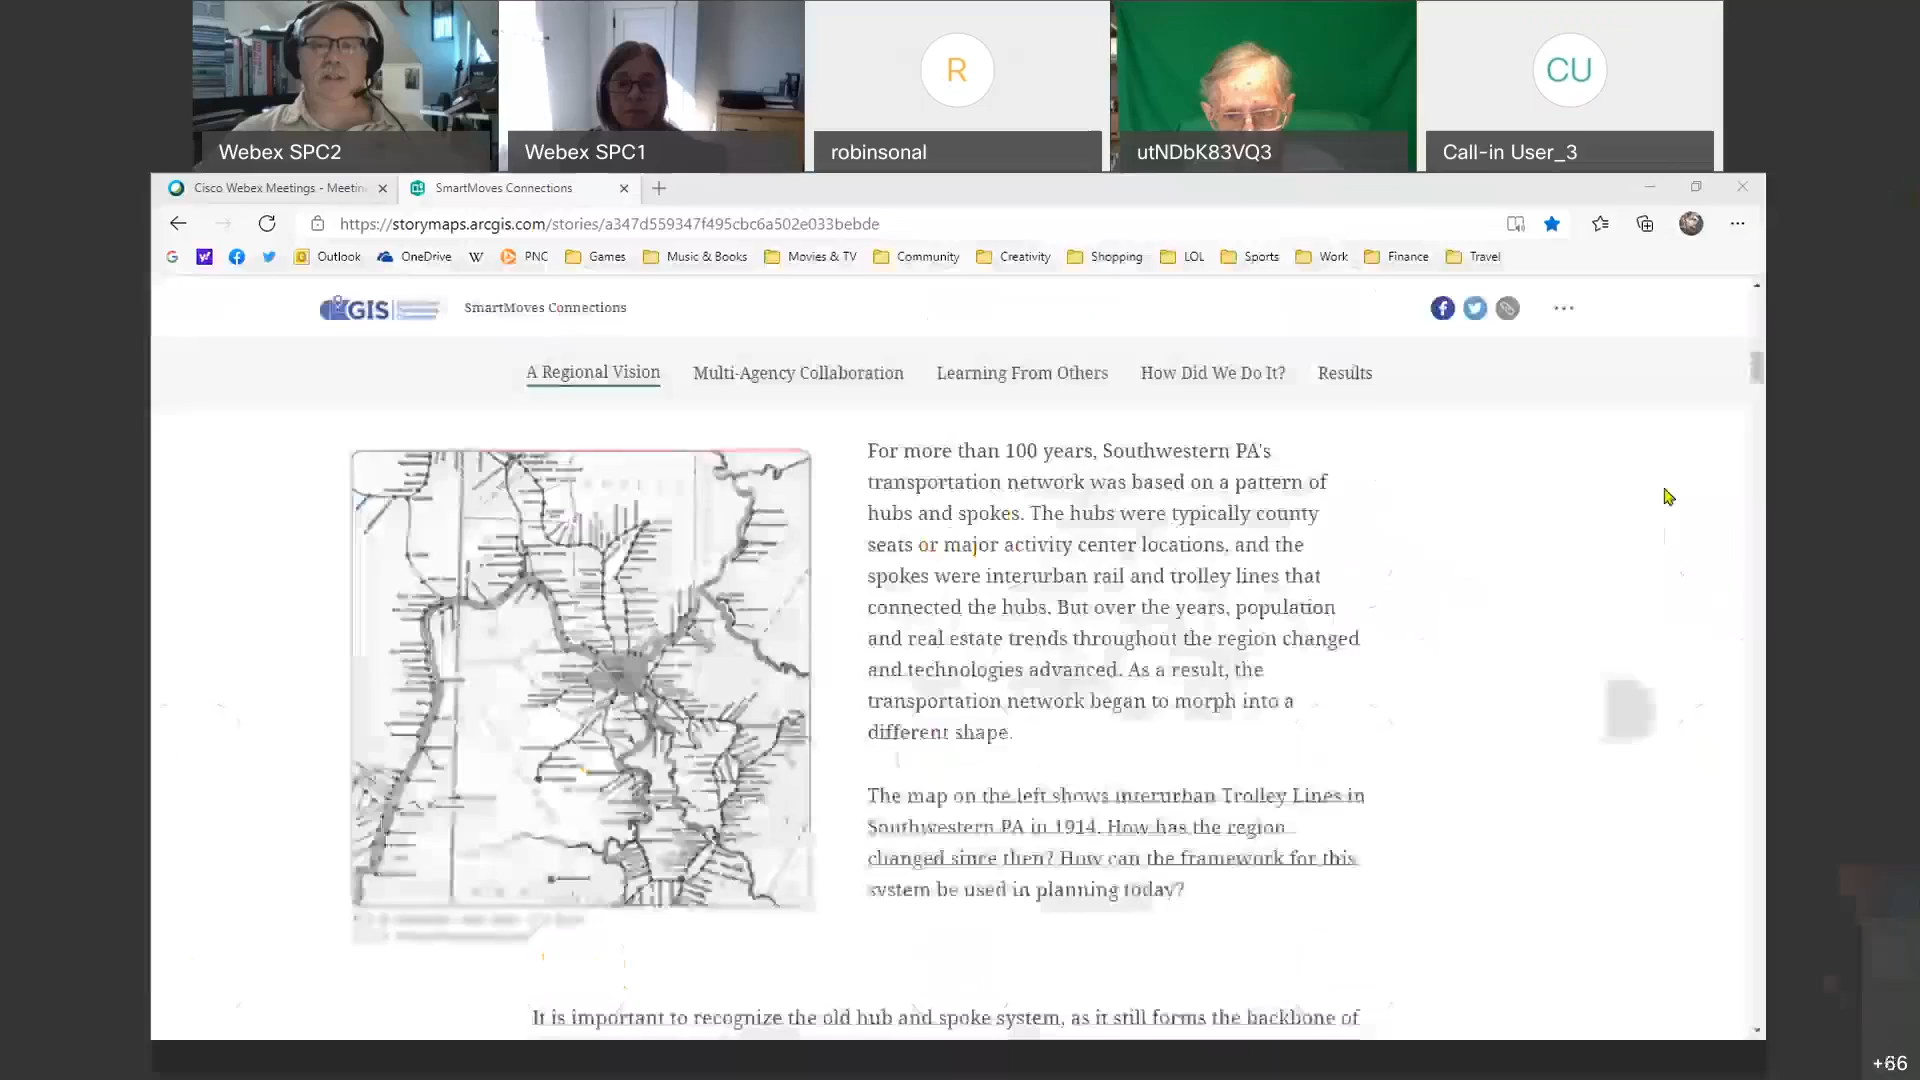 R
CU
Webex SPC2
Webex SPC1
robinsonal
utNDbK83VQ3
Call-in User_3
Cisco Webex Meetings - Meetin
SmartMoves Connections
https://storymaps.arcgis.com/stories/a347d559347f495cbc6a502e033bebde
G
y!
Outlook
OneDrive
W
PNC
Games
Music & Books
Movies & TV
Community
Creativity
Shopping
LOL
Sports
Work
Finance
Travel
GIS
SmartMoves Connections
A Regional Vision
Multi-Agency Collaboration
Learning From Others
How Did We Do It?
Results
For more than 100 years, Southwestern PA's
transportation network was based on a pattern of
hubs and spokes. The hubs were typically county
seats or major activity center locations, and the
spokes were interurban rail and trolley lines that
connected the hubs. But over the years, population
and real estate trends throughout the region changed
and technologies advanced. As a result, the
transportation network began to morph into a
different shape.
The map on the left shows interurban Trolley Lines in
Southwestern PA in 1914. How has the region
changed since then? How can the framework for this
system be used in planning today?
It is important to recognize the old hub and spoke system, as it still forms the backbone of
+66